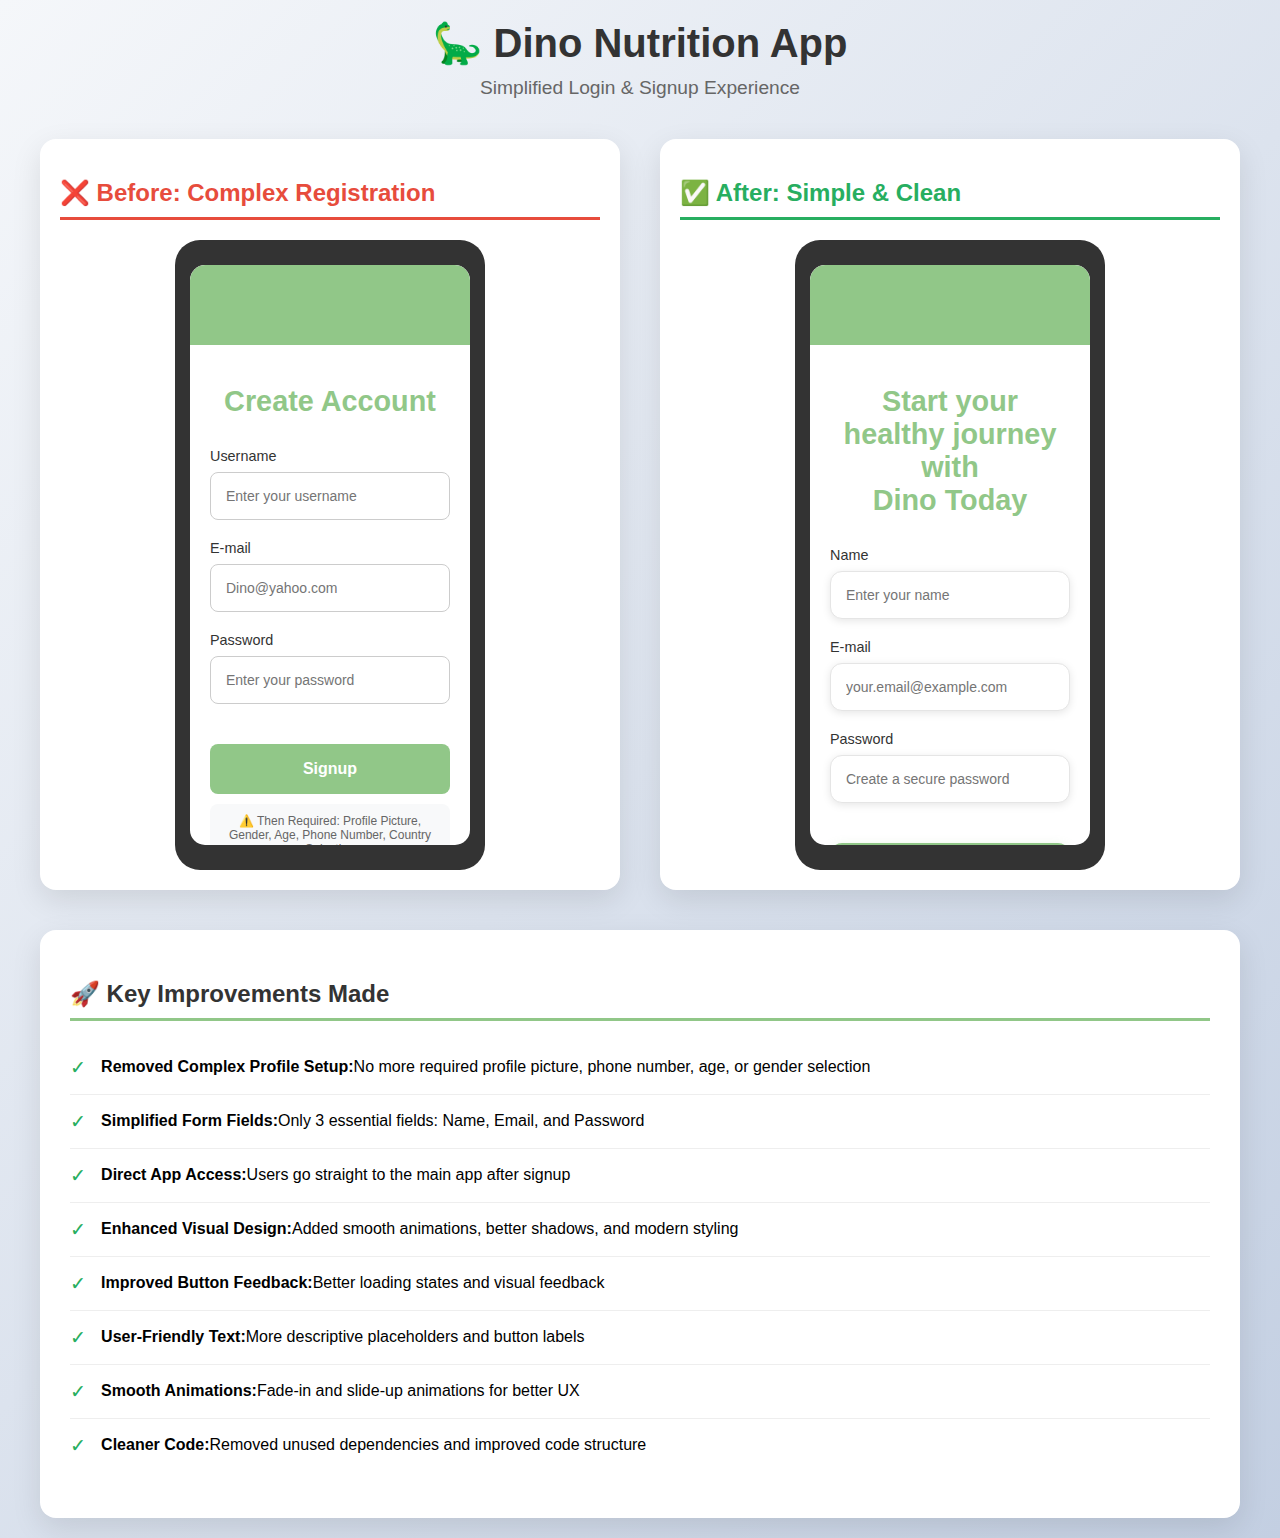 🦕 Dino Nutrition App
Simplified Login & Signup Experience
❌ Before: Complex Registration
Create Account
Username
Enter your username
E-mail
Dino@yahoo.com
Password
Enter your password
Signup
⚠️ Then Required: Profile Picture,
Gender, Age, Phone Number, Country
✅ After: Simple & Clean
Start your
healthy journey
with
Dino Today
Name
Enter your name
E-mail
your.email@example.com
Password
Create a secure password
🚀 Key Improvements Made
✓ Removed Complex Profile Setup:No more required profile picture, phone number, age, or gender selection
✓ Simplified Form Fields:Only 3 essential fields: Name, Email, and Password
✓ Direct App Access:Users go straight to the main app after signup
✓ Enhanced Visual Design:Added smooth animations, better shadows, and modern styling
✓ Improved Button Feedback:Better loading states and visual feedback
✓ User-Friendly Text:More descriptive placeholders and button labels
✓ Smooth Animations:Fade-in and slide-up animations for better UX
✓ Cleaner Code:Removed unused dependencies and improved code structure